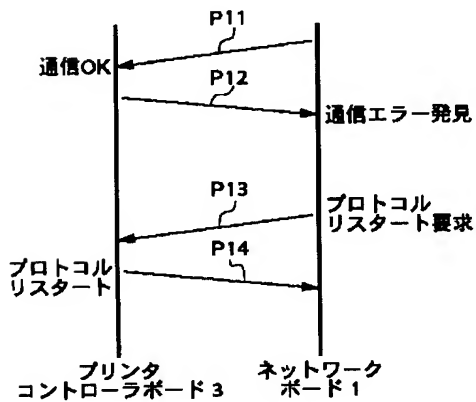 P11
通信OK
P12
通信エラー発見
P13
プロトコル
リスタート要求
P14
プロトコル
リスタート
プリンタ
コントローラボード3
ネットワーク
ボード1